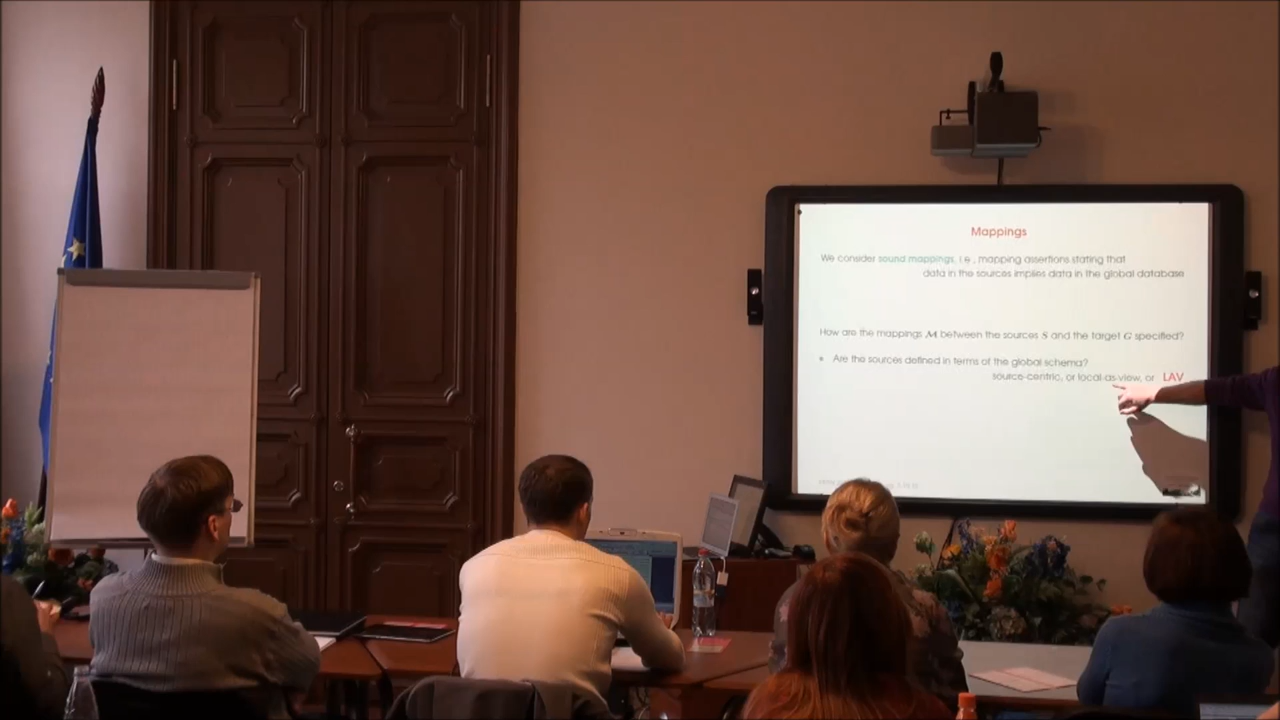 Mappings
We consider sound mappings, i.e., mapping assertions stating that
data in the sources implies data in the global database
How are the mappings M between the sources S and the target G specified?
• Are the sources defined in terms of the global schema?
source-centric, or local-as-view, or LAV